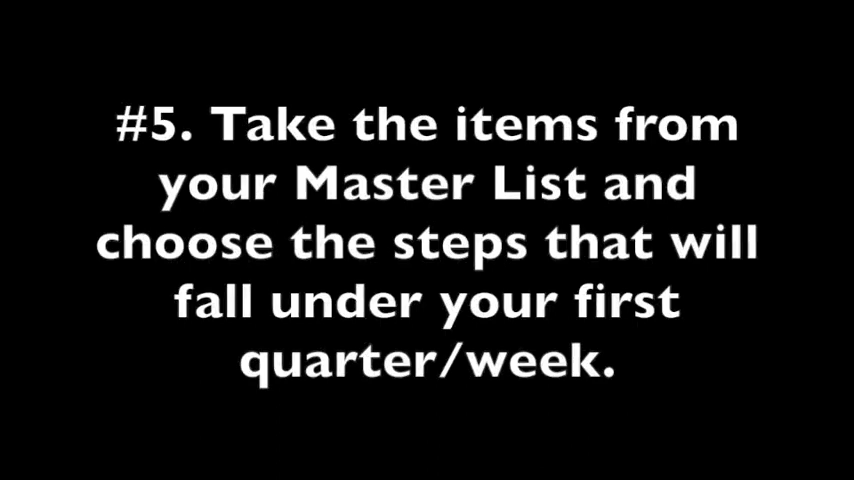 #5. Take the items from
your Master List and
choose the steps that will
fall under your first
quarter/week.